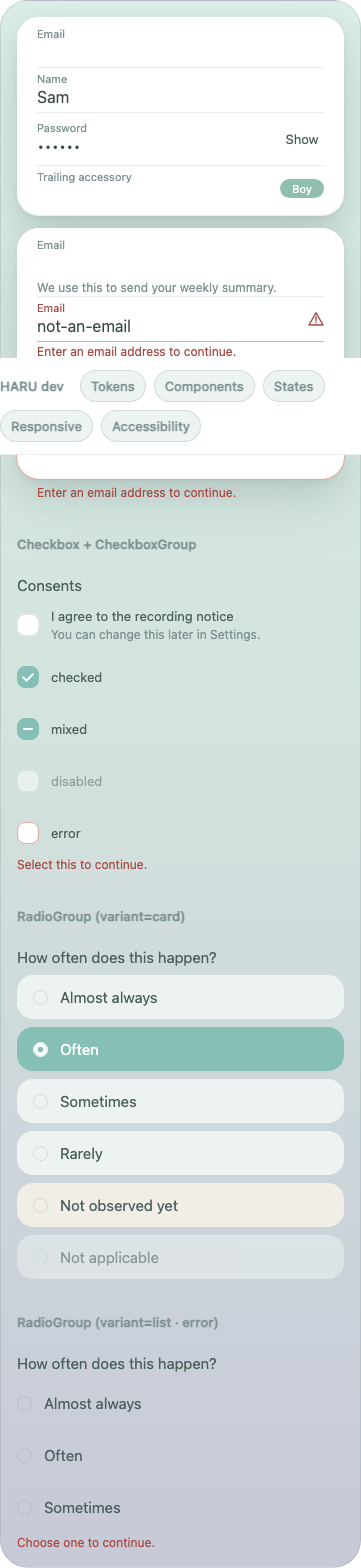 Email
Name
Sam
Password
••••••
Show
Trailing accessory
Boy
Email
We use this to send your weekly summary.
Email
not-an-email
Enter an email address to continue.
HARU dev
Tokens
Components
States
Responsive
Accessibility
Enter an email address to continue.
Checkbox + CheckboxGroup
Consents
I agree to the recording notice
You can change this later in Settings.
checked
mixed
disabled
error
Select this to continue.
RadioGroup (variant=card)
How often does this happen?
Almost always
Often
Sometimes
Rarely
Not observed yet
Not applicable
RadioGroup (variant=list · error)
How often does this happen?
Almost always
Often
Sometimes
Choose one to continue.